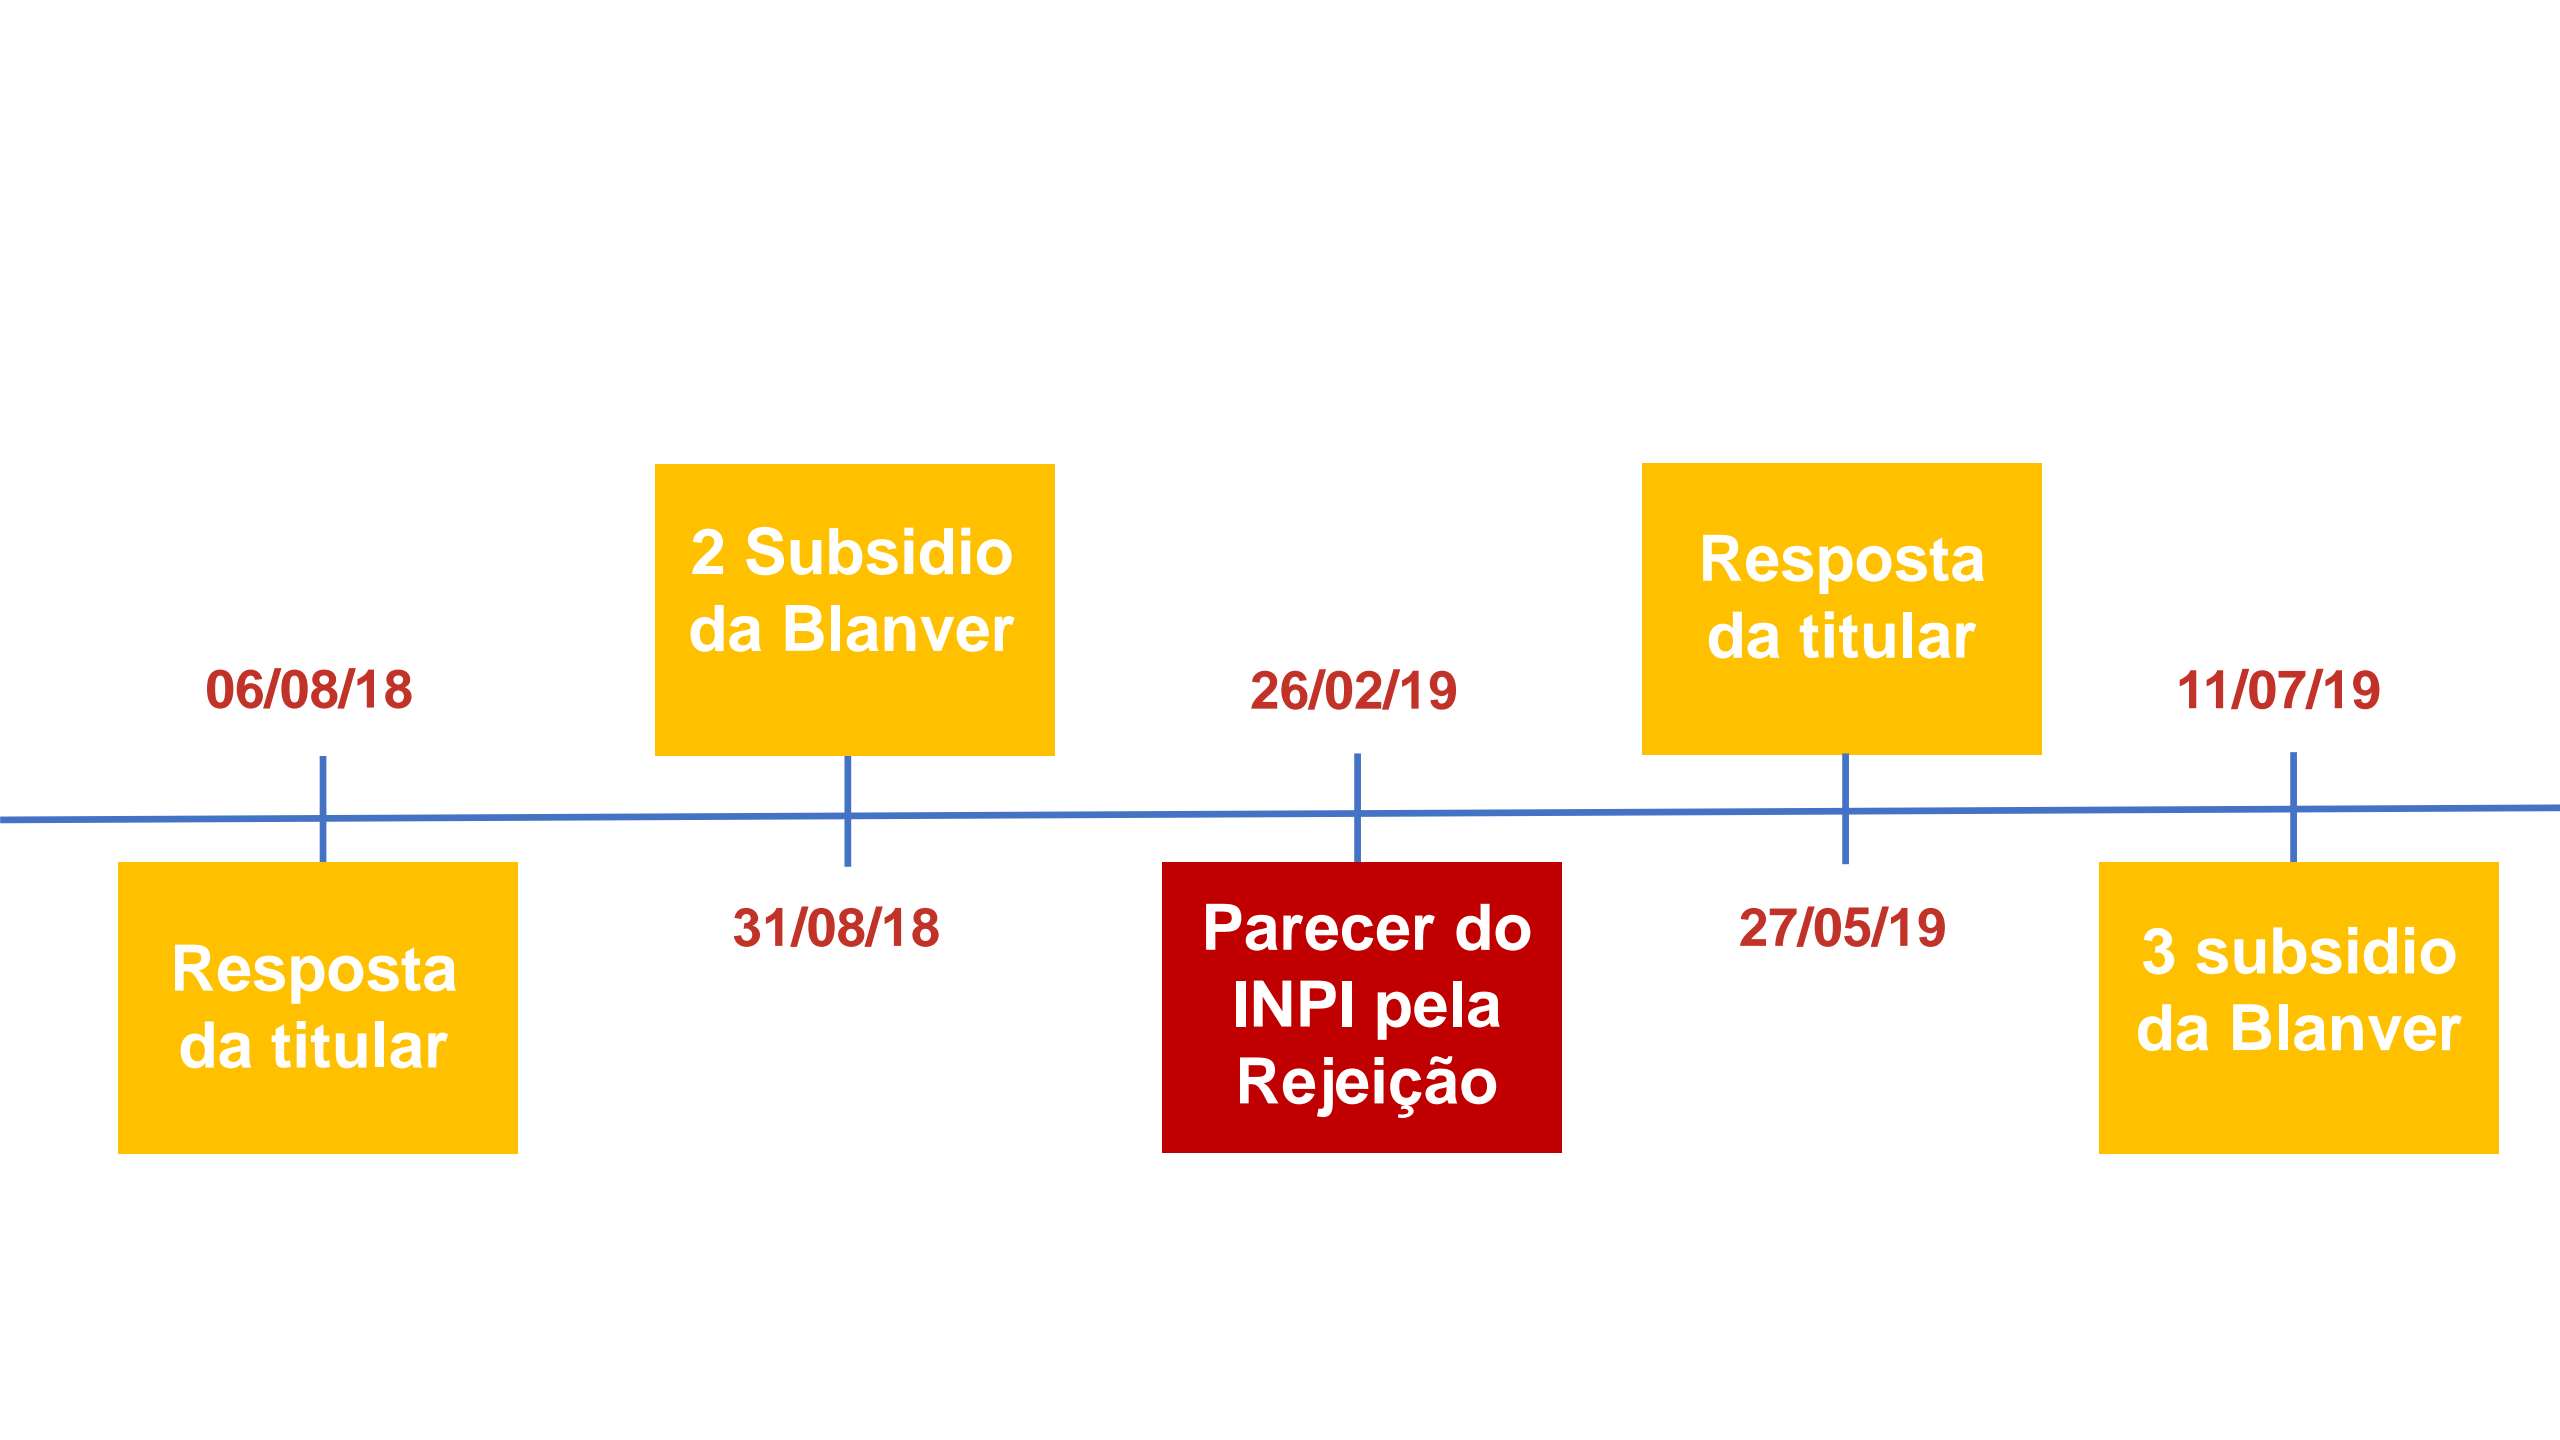 06/08/18
Resposta
da titular
2 Subsidio
da Blanver
31/08/18
26/02/19
Parecer do
INPI pela
Rejeição
Resposta
da titular
27/05/19
11/07/19
3 subsidio
da Blanver